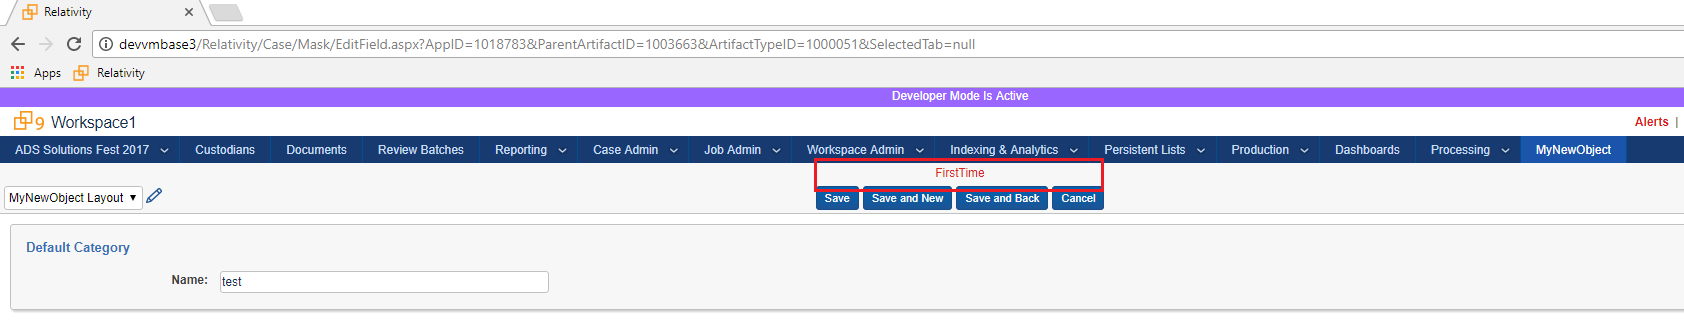 Relativity
devvmbase3/Relativity/Case/Mask/EditField.aspx?AppID=1018783&ParentArtifactID=1003663&ArtifactTypeID=1000051&SelectedTab=null
Apps Relativity
Developer Mode Is Active
9 Workspace1 Alerts |
ADS Solutions Fest 2017 Custodians Documents Review Batches Reporting Case Admin Job Admin Workspace Admin Indexing & Analytics Persistent Lists Production Dashboards Processing MyNewObject
FirstTime
MyNewObject Layout Save Save and New Save and Back Cancel
Default Category
Name: test